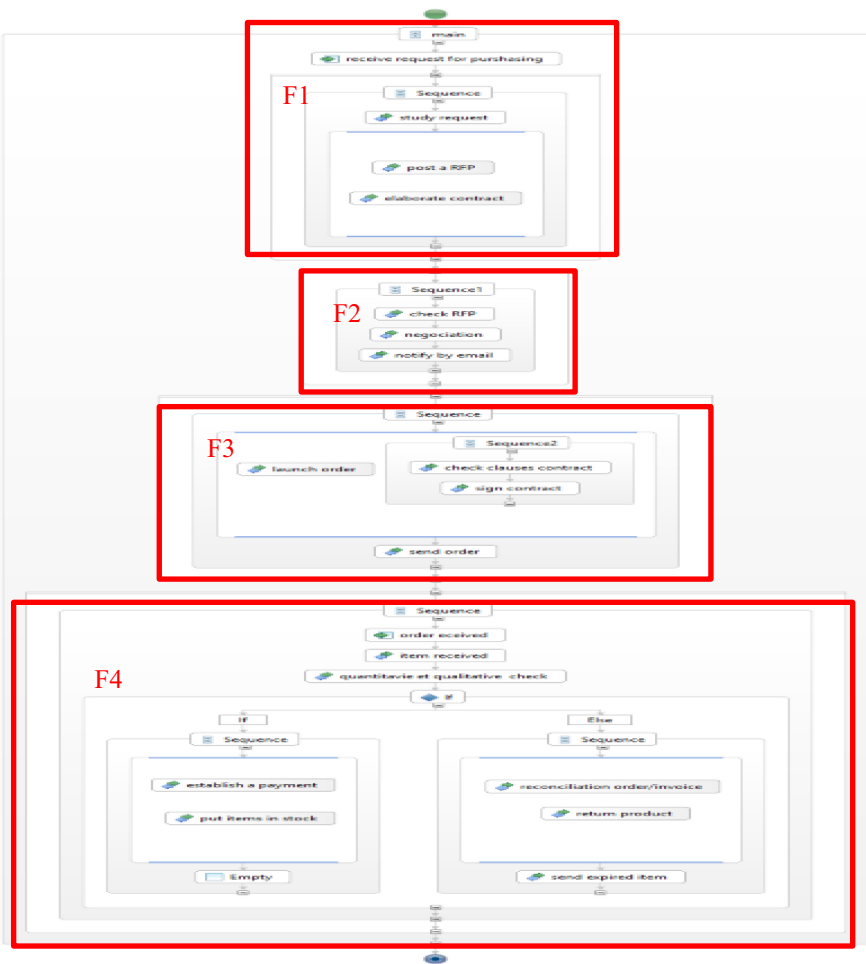 main
receive request for purshasing
F1
Sequence
study request
post a RFP
elaborate contract
Sequence1
F2
check RFP
negociation
notify by email
Sequence
F3
Sequence2
launch order
check clauses contract
sign contract
send order
Sequence
order eceived
item received
F4
quantitavie et qualitative check
If
If
Else
Sequence
Sequence
establish a payment
reconciliation order/invoice
put items in stock
return product
Empty
send expired item